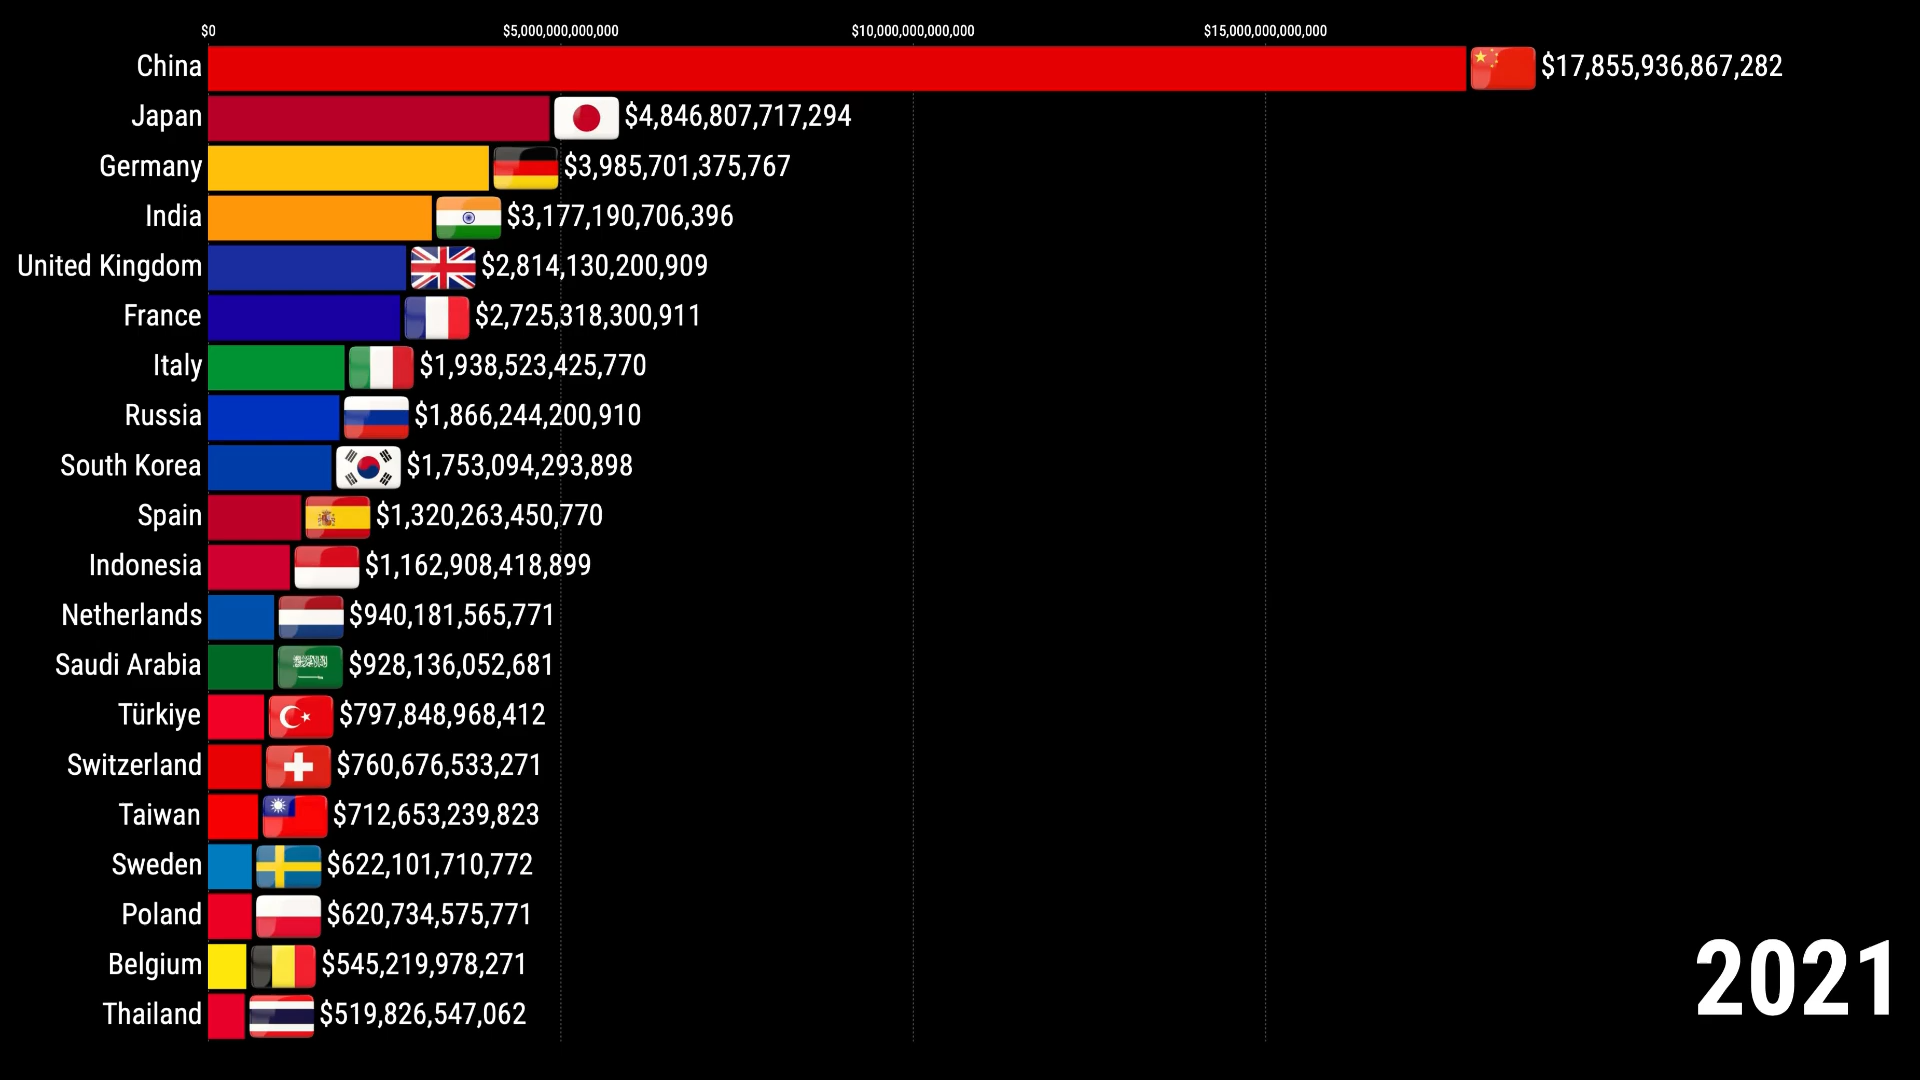 $0 $5,000,000,000,000 $10,000,000,000,000 $15,000,000,000,000
China $17,855,936,867,282
Japan $4,846,807,717,294
Germany $3,985,701,375,767
India $3,177,190,706,396
United Kingdom $2,814,130,200,909
France $2,725,318,300,911
Italy $1,938,523,425,770
Russia $1,866,244,200,910
South Korea $1,753,094,293,898
Spain $1,320,263,450,770
Indonesia $1,162,908,418,899
Netherlands $940,181,565,771
Saudi Arabia $928,136,052,681
Türkiye $797,848,968,412
Switzerland $760,676,533,271
Taiwan $712,653,239,823
Sweden $622,101,710,772
Poland $620,734,575,771
Belgium $545,219,978,271
Thailand $519,826,547,062
2021